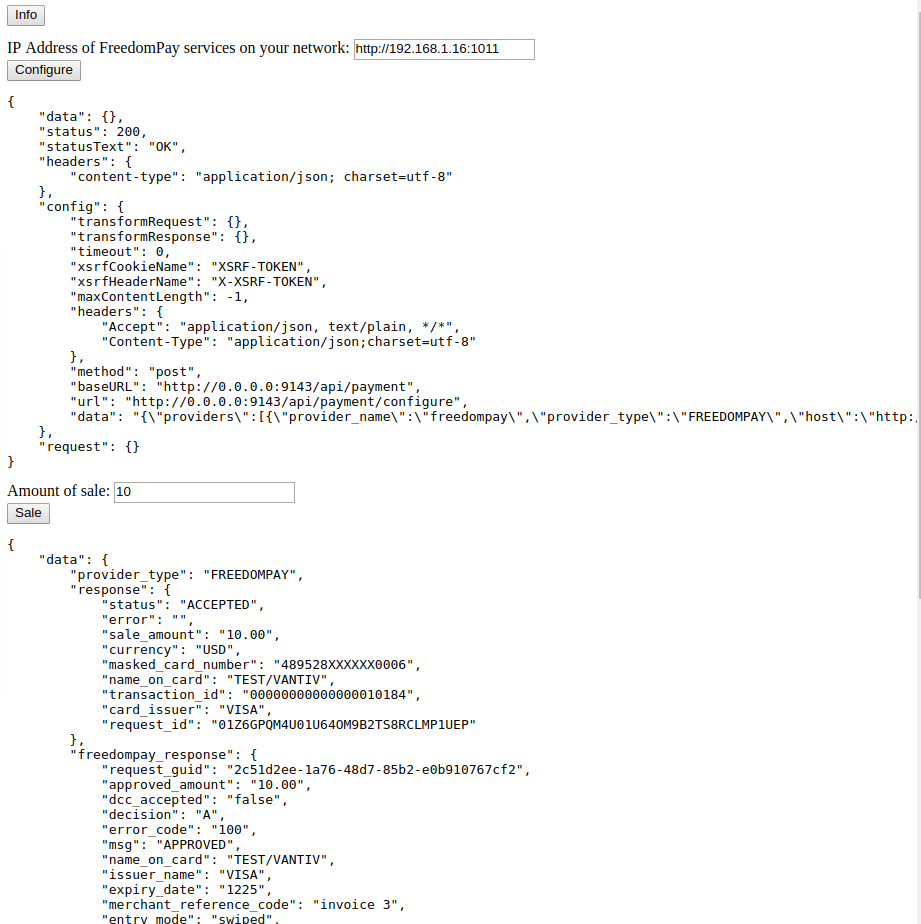 Info
IP Address of FreedomPay services on your network: http://192.168.1.16:1011
Configure
{
    "data": {},
    "status": 200,
    "statusText": "OK",
    "headers": {
        "content-type": "application/json; charset=utf-8"
    },
    "config": {
        "transformRequest": {},
        "transformResponse": {},
        "timeout": 0,
        "xsrfCookieName": "XSRF-TOKEN",
        "xsrfHeaderName": "X-XSRF-TOKEN",
        "maxContentLength": -1,
        "headers": {
            "Accept": "application/json, text/plain, */*",
            "Content-Type": "application/json;charset=utf-8"
        },
        "method": "post",
        "baseURL": "http://0.0.0.0:9143/api/payment",
        "url": "http://0.0.0.0:9143/api/payment/configure",
        "data": "{\"providers\":[{\"provider_name\":\"freedompay\",\"provider_type\":\"FREEDOMPAY\",\"host\":\"http:/
    },
    "request": {}
}
Amount of sale: 10
Sale
{
    "data": {
        "provider_type": "FREEDOMPAY",
        "response": {
            "status": "ACCEPTED",
            "error": "",
            "sale_amount": "10.00",
            "currency": "USD",
            "masked_card_number": "489528XXXXXX0006",
            "name_on_card": "TEST/VANTIV",
            "transaction_id": "00000000000000010184",
            "card_issuer": "VISA",
            "request_id": "01Z6GPQM4U01U64OM9B2TS8RCLMP1UEP"
        },
        "freedompay_response": {
            "request_guid": "2c51d2ee-1a76-48d7-85b2-e0b910767cf2",
            "approved_amount": "10.00",
            "dcc_accepted": "false",
            "decision": "A",
            "error_code": "100",
            "msg": "APPROVED",
            "name_on_card": "TEST/VANTIV",
            "issuer_name": "VISA",
            "expiry_date": "1225",
            "merchant_reference_code": "invoice 3",
            "entry_mode": "swiped",